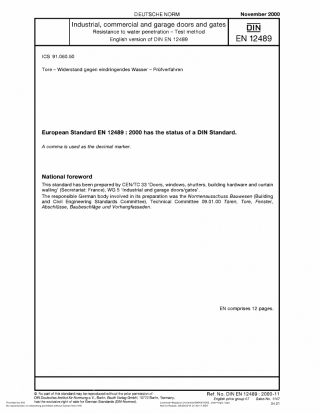 DEUTSCHE NORM
November 2000
Industrial, commercial and garage doors and gates
Resistance to water penetration – Test method
English version of DIN EN 12489
DIN
EN 12489
ICS 91.060.50
Tore – Widerstand gegen eindringendes Wasser – Prüfverfahren
European Standard EN 12489 : 2000 has the status of a DIN Standard.
A comma is used as the decimal marker.
National foreword
This standard has been prepared by CEN/TC 33 'Doors, windows, shutters, building hardware and curtain
walling' (Secretariat: France), WG 5 'Industrial and garage doors/gates'.
The responsible German body involved in its preparation was the Normenausschuss Bauwesen (Building
and Civil Engineering Standards Committee), Technical Committee 09.01.00 Türen, Tore, Fenster,
Abschlüsse, Baubeschläge und Vorhangfassaden.
EN comprises 12 pages.
© No part of this standard may be reproduced without the prior permission of
DIN Deutsches Institut für Normung e. V., Berlin. Beuth Verlag GmbH, 10772 Berlin, Germany,
has the exclusive right of sale for German Standards (DIN-Normen).
Ref. No. DIN EN 12489 : 2000-11
English price group 07 Sales No. 1107